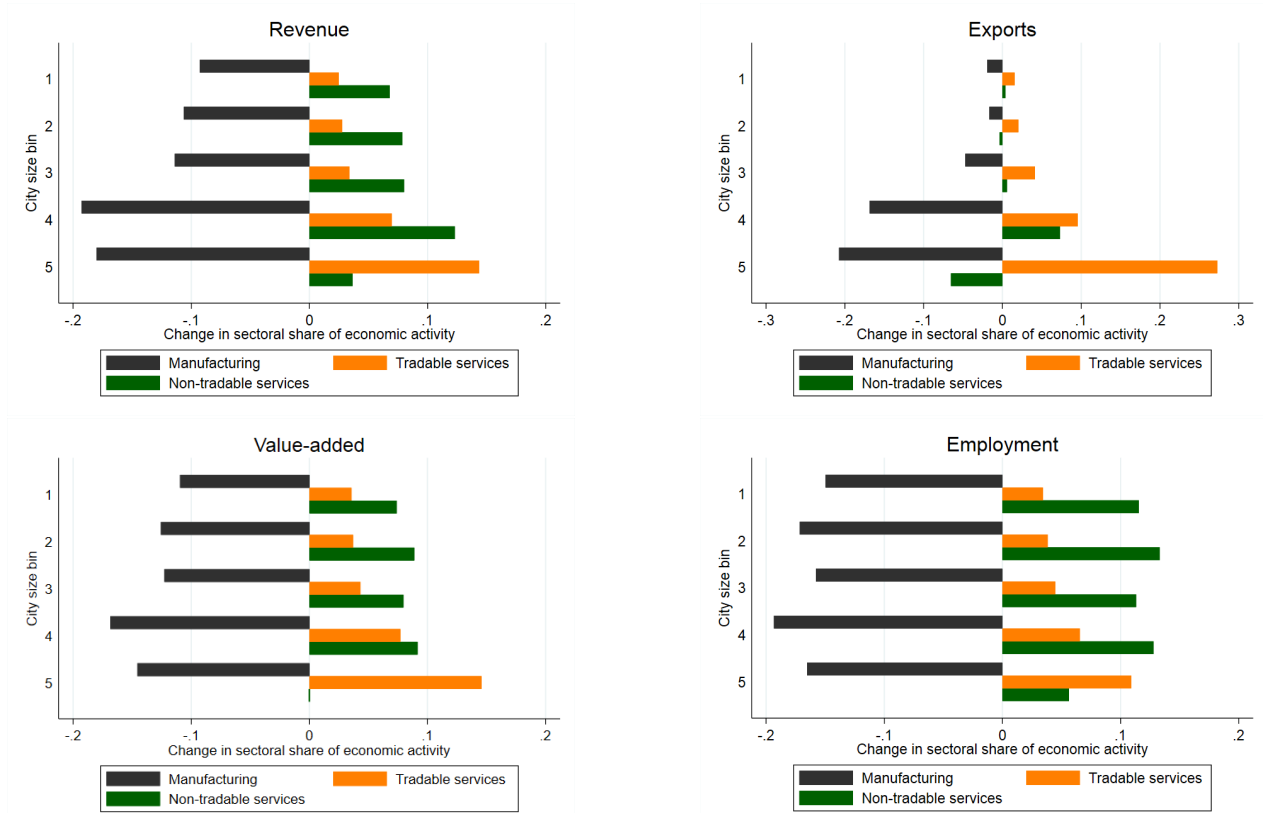 Revenue
City size bin
1
2
3
4
5
-.2 -.1 0 .1 .2
Change in sectoral share of economic activity
Manufacturing Tradable services
Non-tradable services
Exports
City size bin
1
2
3
4
5
-.3 -.2 -.1 0 .1 .2 .3
Change in sectoral share of economic activity
Manufacturing Tradable services
Non-tradable services
Value-added
City size bin
1
2
3
4
5
-.2 -.1 0 .1 .2
Change in sectoral share of economic activity
Manufacturing Tradable services
Non-tradable services
Employment
City size bin
1
2
3
4
5
-.2 -.1 0 .1 .2
Change in sectoral share of economic activity
Manufacturing Tradable services
Non-tradable services